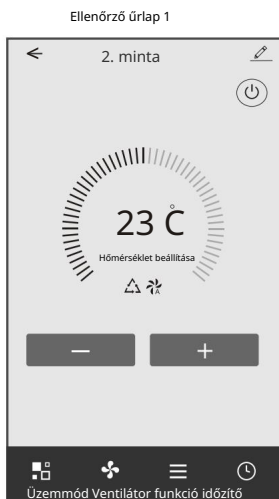 Ellenőrző űrlap 1
2. minta
23 °C
Hőmérséklet beállítása
A
Üzemmód Ventilátor funkció időzítő